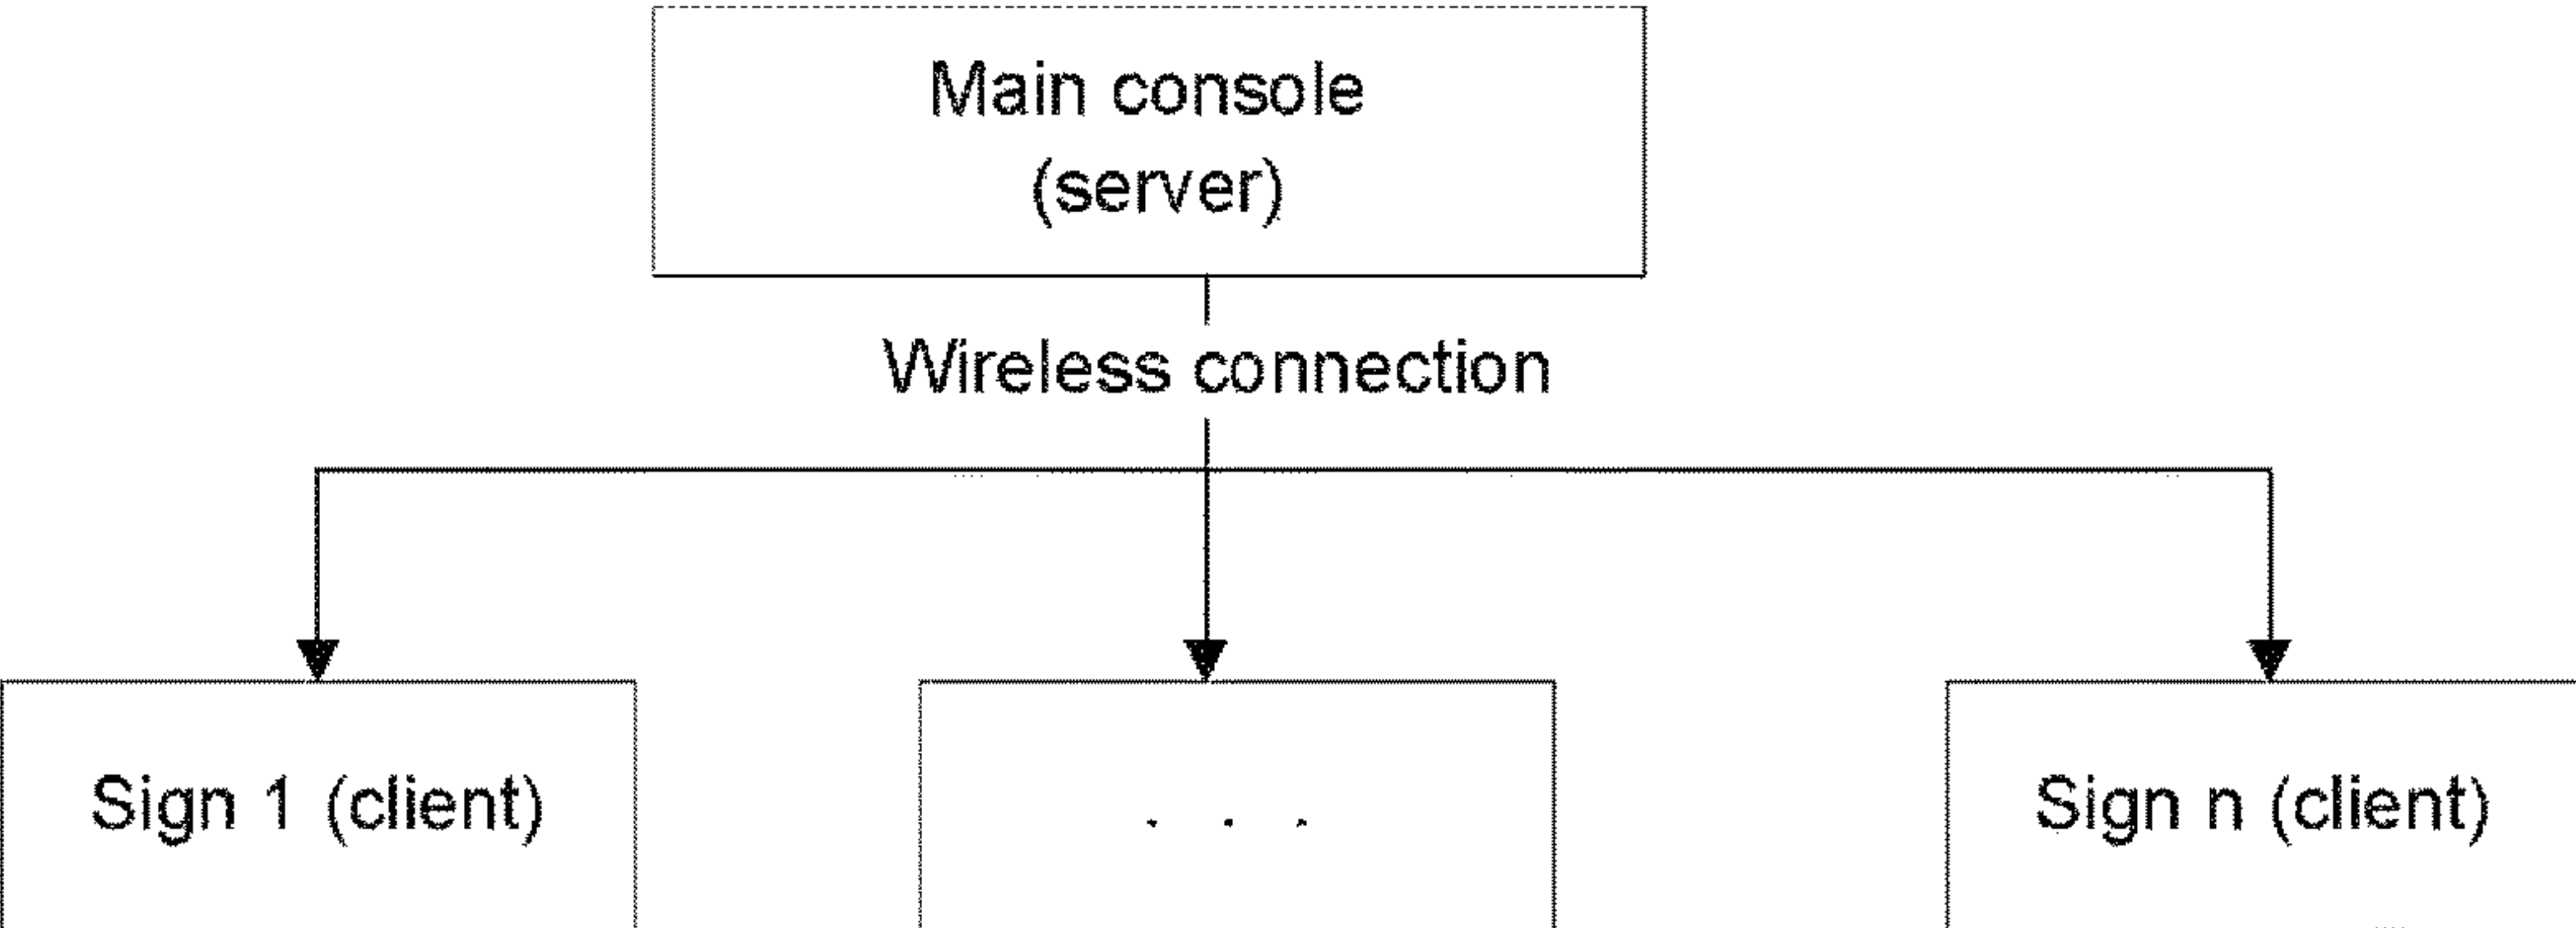 Main console
(server)
Wireless connection
Sign 1 (client)
. . .
Sign n (client)